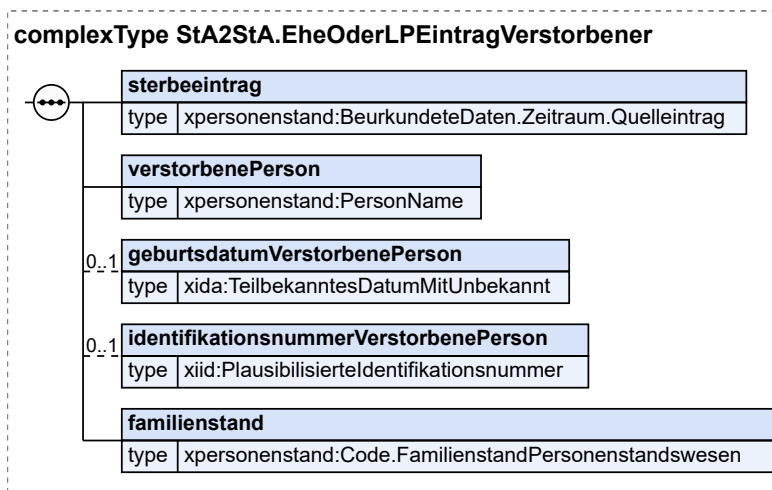 complexType StA2StA.EheOderLPEintragVerstorbener
sterbeeintrag
type xpersonenstand:BeurkundeteDaten.Zeitraum.Quelleintrag
verstorbenePerson
type xpersonenstand:PersonName
0..1 geburtsdatumVerstorbenePerson
type xida:TeilbekanntesDatumMitUnbekannt
0..1 identifikationsnummerVerstorbenePerson
type xiid:PlausibilisierteIdentifikationsnummer
familienstand
type xpersonenstand:Code.FamilienstandPersonenstandswesen